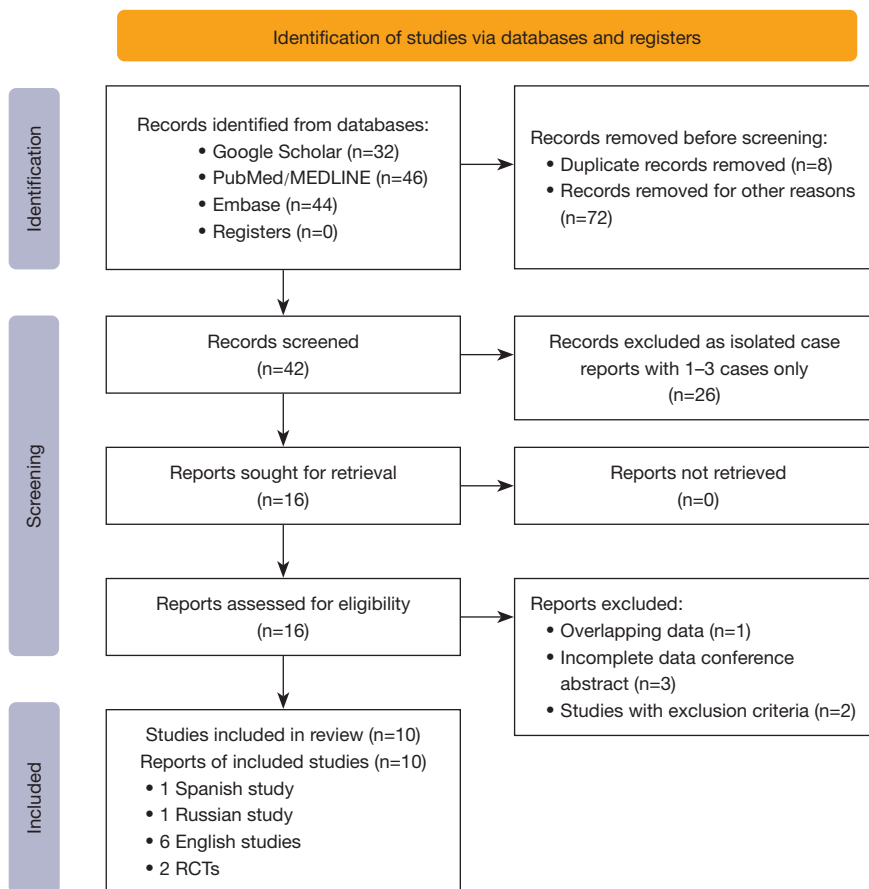 Identification of studies via databases and registers
Identification
Records identified from databases:
• Google Scholar (n=32)
• PubMed/MEDLINE (n=46)
• Embase (n=44)
• Registers (n=0)
Records removed before screening:
• Duplicate records removed (n=8)
• Records removed for other reasons
(n=72)
Screening
Records screened
(n=42)
Records excluded as isolated case
reports with 1–3 cases only
(n=26)
Reports sought for retrieval
(n=16)
Reports not retrieved
(n=0)
Reports assessed for eligibility
(n=16)
Reports excluded:
• Overlapping data (n=1)
• Incomplete data conference
abstract (n=3)
• Studies with exclusion criteria (n=2)
Included
Studies included in review (n=10)
Reports of included studies (n=10)
• 1 Spanish study
• 1 Russian study
• 6 English studies
• 2 RCTs